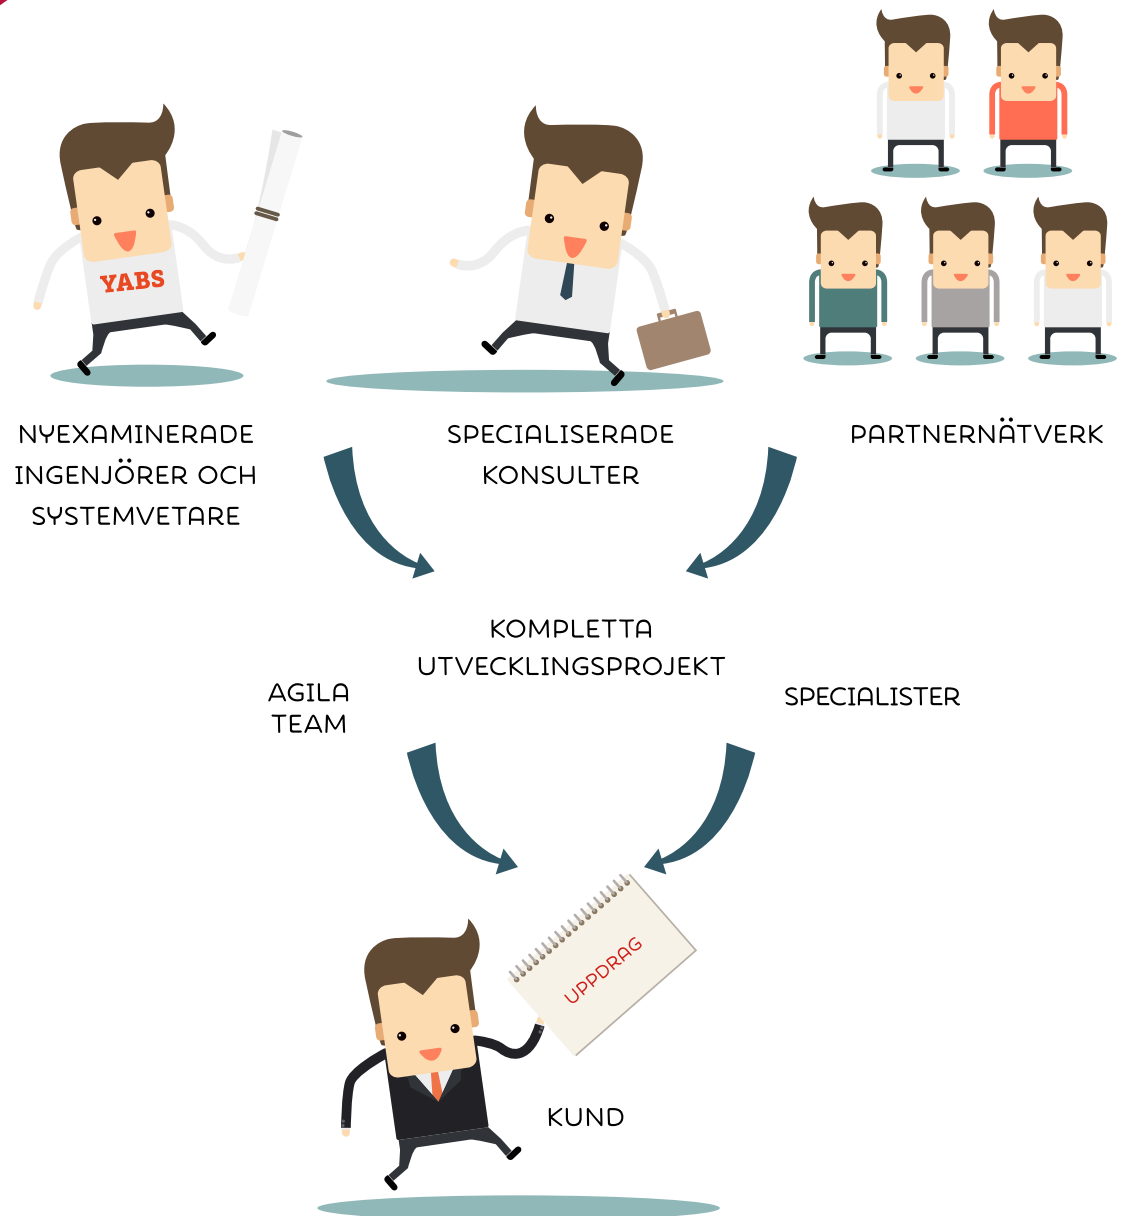 YABS
NYEXAMINERADE
INGENJÖRER OCH
SYSTEMVETARE
SPECIALISERADE
KONSULTER
PARTNERNÄTVERK
KOMPLETTA
UTVECKLINGSPROJEKT
AGILA
TEAM
SPECIALISTER
UPPDRAG
KUND